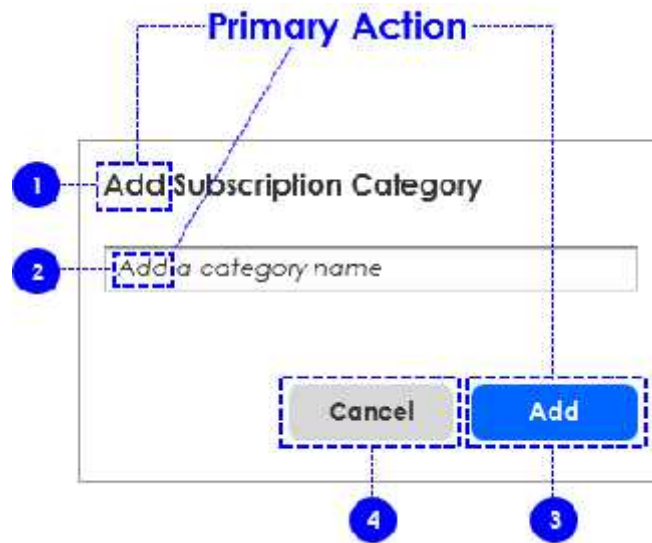 Primary Action
1 Add Subscription Category
2 Add a category name
Cancel Add
4 3